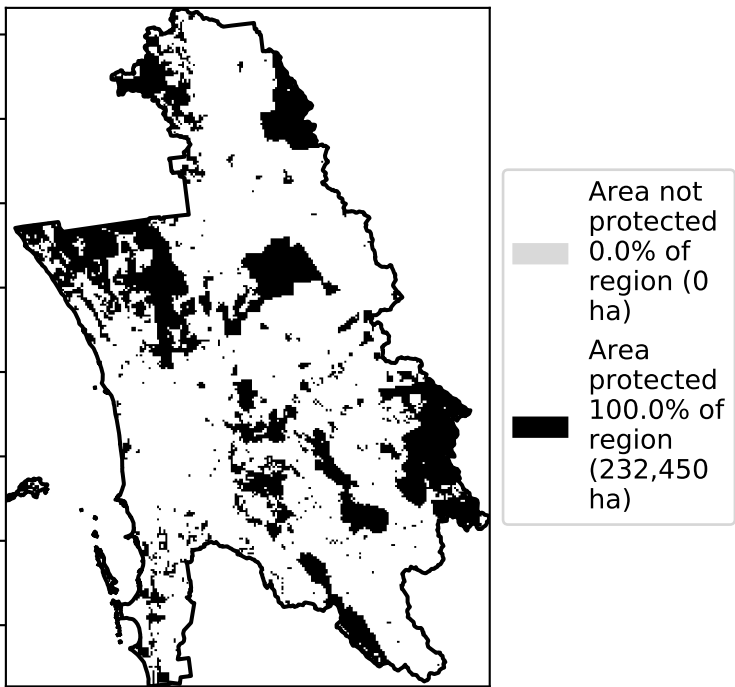 Area not
protected
0.0% of
region (0
ha)
Area
protected
100.0% of
region
(232,450
ha)